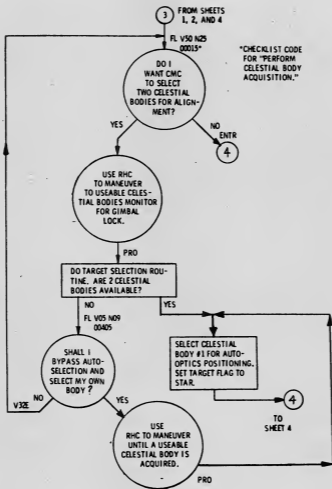 3
FROM SHEETS
1, 2, AND 4
FL V50 N25
00015*
*CHECKLIST CODE
FOR "PERFORM
CELESTIAL BODY
ACQUISITION."
DO I
WANT CMC
TO SELECT
TWO CELESTIAL
BODIES FOR ALIGN-
MENT?
YES
NO
ENTR
4
USE RHC
TO MANEUVER
TO USEABLE CELES-
TIAL BODIES MONITOR
FOR GIMBAL
LOCK.
PRO
DO TARGET SELECTION ROU-
TINE, ARE 2 CELESTIAL
BODIES AVAILABLE?
NO
YES
FL V05 N09
00405
SHALL I
BYPASS AUTO-
SELECTION AND
SELECT MY OWN
BODY?
NO
V32E
YES
SELECT CELESTIAL
BODY #1 FOR AUTO-
OPTICS POSITIONING,
SET TARGET FLAG TO
STAR.
4
TO
SHEET 4
USE
RHC TO MANEUVER
UNTIL A USEABLE
CELESTIAL BODY IS
ACQUIRED.
PRO